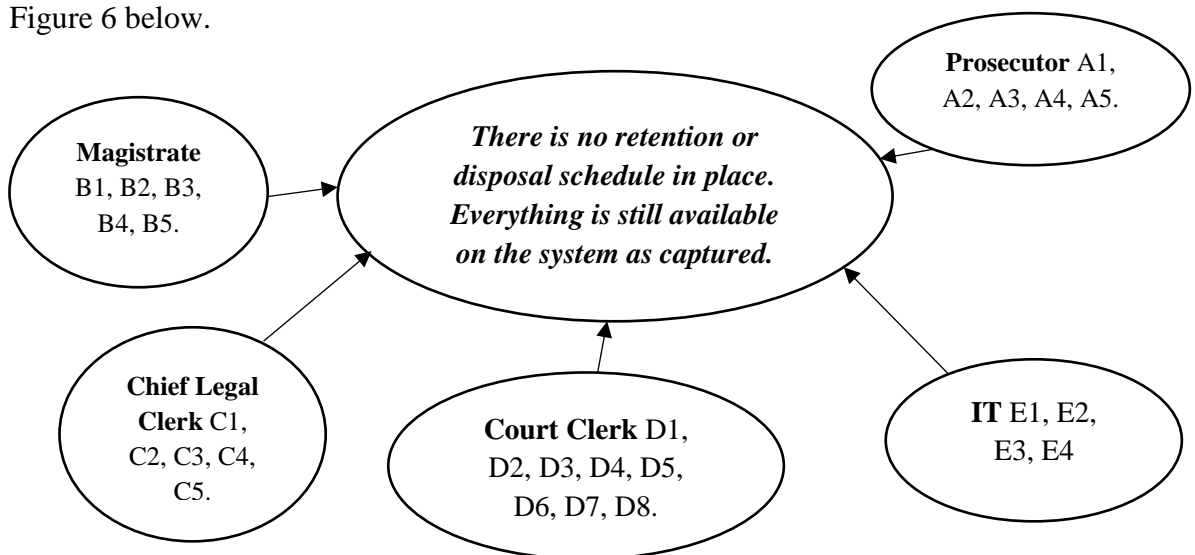 Figure 6 below.
Prosecutor A1,
A2, A3, A4, A5.
There is no retention or
disposal schedule in place.
Everything is still available
on the system as captured.
Magistrate
B1, B2, B3,
B4, B5.
Chief Legal
Clerk C1,
C2, C3, C4,
C5.
Court Clerk D1,
D2, D3, D4, D5,
D6, D7, D8.
IT E1, E2,
E3, E4